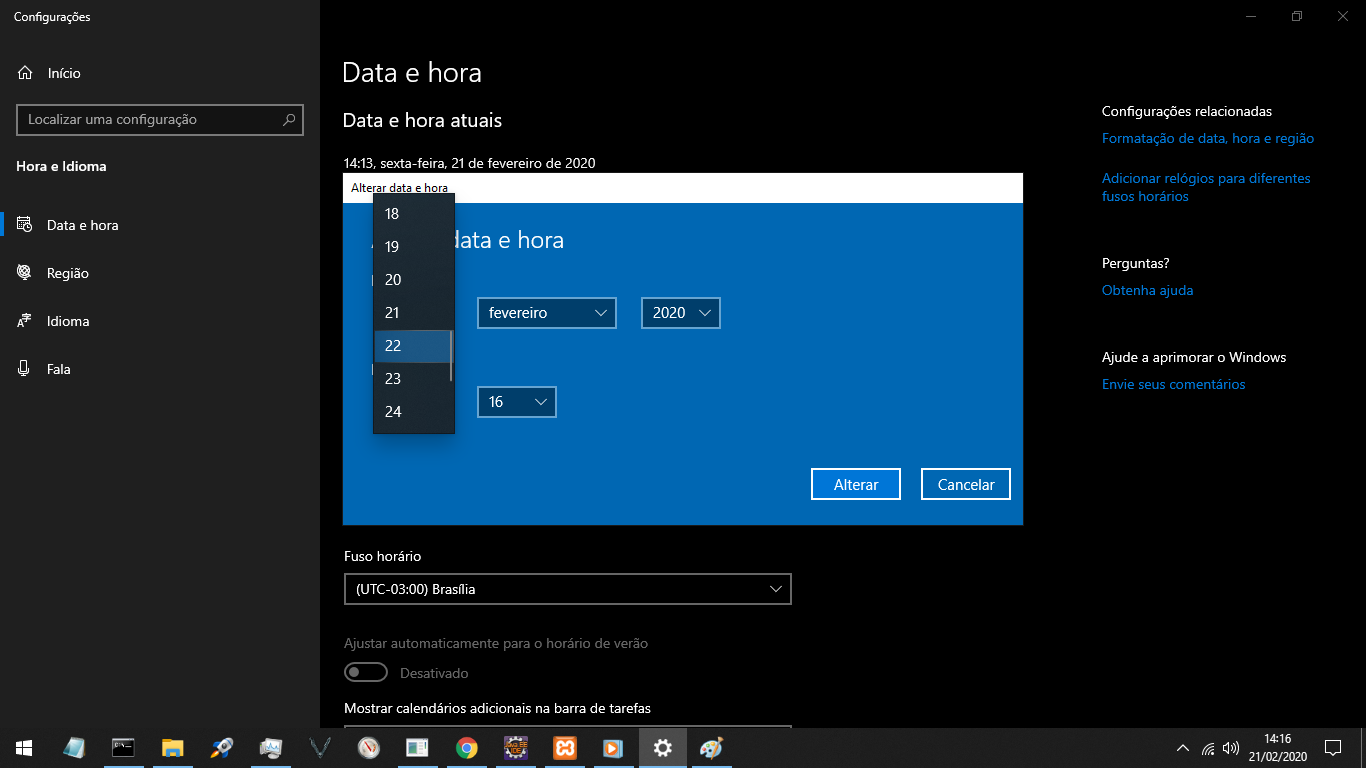 Configurações
Início
Localizar uma configuração
Hora e Idioma
Data e hora
Região
Idioma
Fala
Data e hora
Data e hora atuais
14:13, sexta-feira, 21 de fevereiro de 2020
Alterar data e hora
data e hora
18
19
20
21
22
23
24
fevereiro
2020
16
Alterar
Cancelar
Fuso horário
(UTC-03:00) Brasília
Ajustar automaticamente para o horário de verão
Desativado
Mostrar calendários adicionais na barra de tarefas
Configurações relacionadas
Formatação de data, hora e região
Adicionar relógios para diferentes
fusos horários
Perguntas?
Obtenha ajuda
Ajude a aprimorar o Windows
Envie seus comentários
14:16
21/02/2020